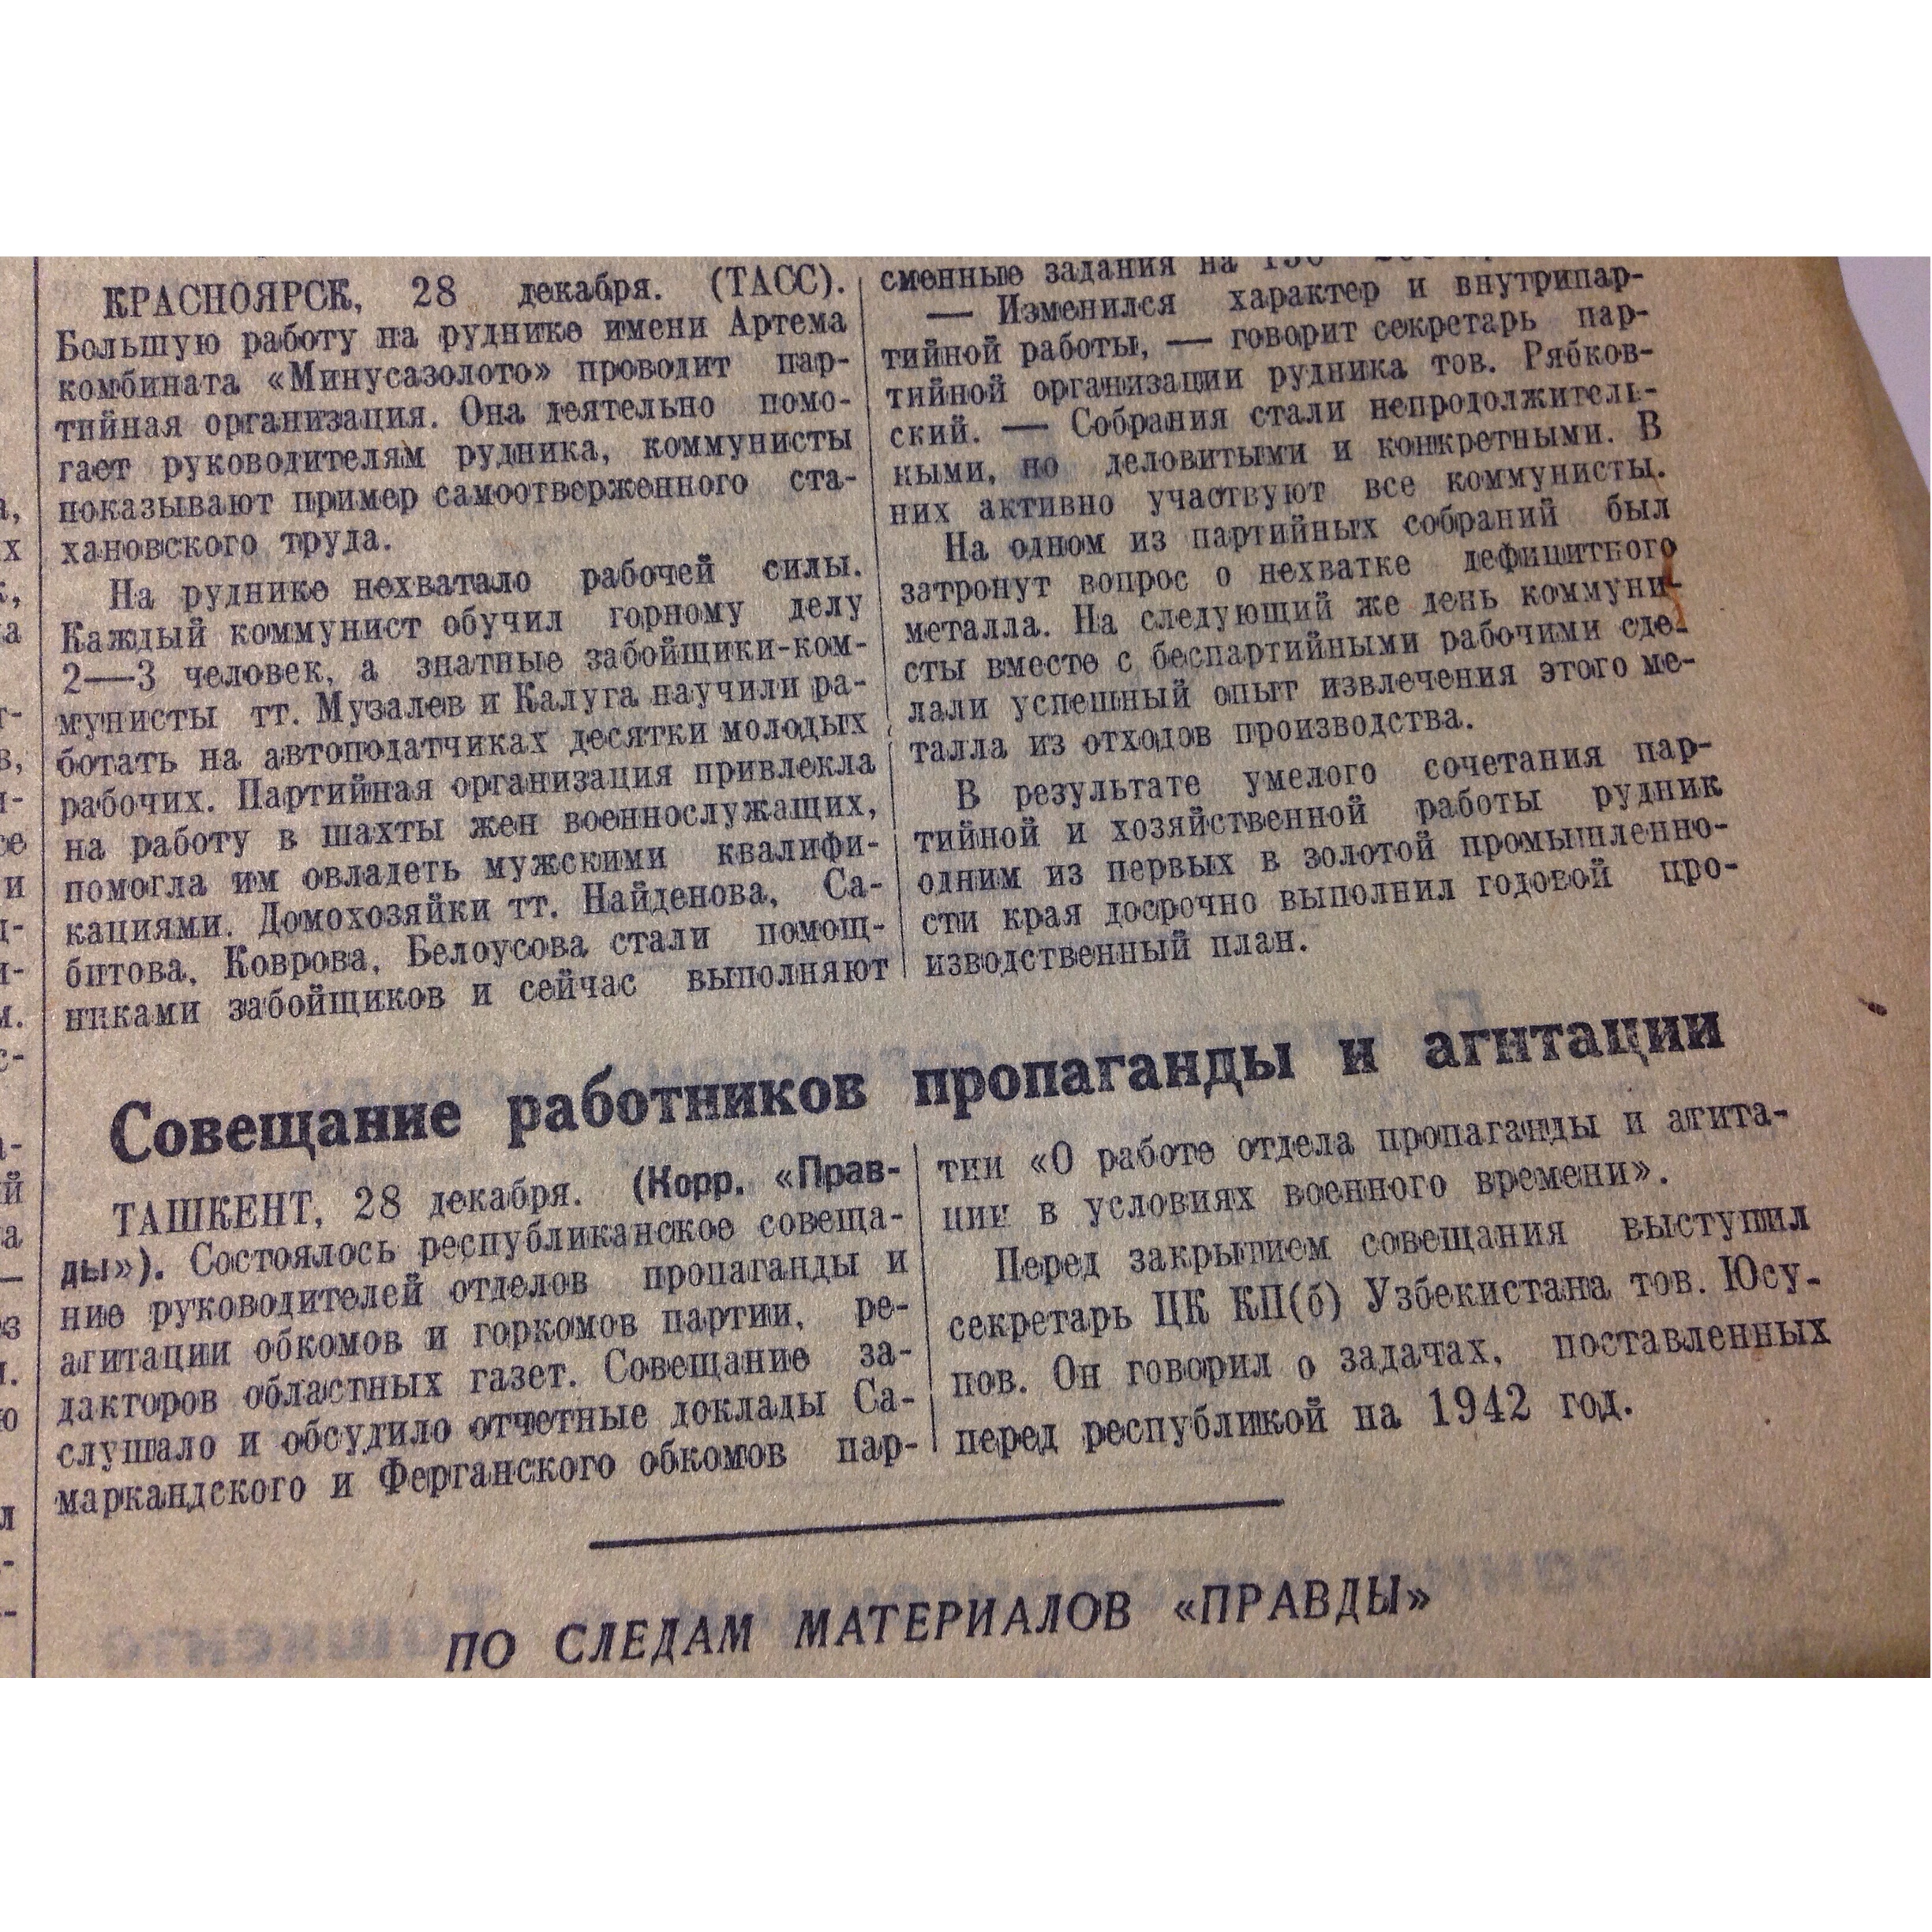 КРАСНОЯРСК, 28 декабря. (ТАСС).
Большую работу на руднике имени Артема
комбината «Минусазолото» проводит пар-
тийная организация. Она деятельно помо-
гает руководителям рудника, коммунисты
показывают пример самоотверженного ста-
хановского труда.
На руднике нехватало рабочей силы.
Каждый коммунист обучил горному делу
2—3 человек, а знатные забойщики-ком-
мунисты тт. Музалев и Калуга научили ра-
ботать на автоподатчиках десятки молодых
рабочих. Партийная организация привлекла
на работу в шахты жен военнослужащих,
помогла им овладеть мужскими квалифи-
кациями. Домохозяйки тт. Найденова, Са-
битова, Коврова, Белоусова стали помощ-
никами забойщиков и сейчас выполняют
сменные задания на
— Изменился характер и внутрипар-
тийной работы, — говорит секретарь пар-
тийной организации рудника тов. Рябков-
ский. — Собрания стали непродолжитель-
ными, но деловитыми и конкретными. В
них активно участвуют все коммунисты.
На одном из партийных собраний был
затронут вопрос о нехватке дефицитного
металла. На следующий же день коммуни-
сты вместе с беспартийными рабочими сде-
лали успешный опыт извлечения этого ме-
талла из отходов производства.
В результате умелого сочетания пар-
тийной и хозяйственной работы рудник
одним из первых в золотой промышленно-
сти края досрочно выполнил годовой про-
изводственный план.
Совещание работников пропаганды и агитации
ТАШКЕНТ, 28 декабря. (Корр. «Прав-
ды»). Состоялось республиканское совеща-
ние руководителей отделов пропаганды и
агитации обкомов и горкомов партии, ре-
дакторов областных газет. Совещание за-
слушало и обсудило отчетные доклады Са-
маркандского и Ферганского обкомов пар-
тии «О работе отдела пропаганды и агита-
ции в условиях военного времени».
Перед закрытием совещания выступил
секретарь ЦК КП(б) Узбекистана тов. Юсу-
пов. Он говорил о задачах, поставленных
перед республикой на 1942 год.
ПО СЛЕДАМ МАТЕРИАЛОВ «ПРАВДЫ»